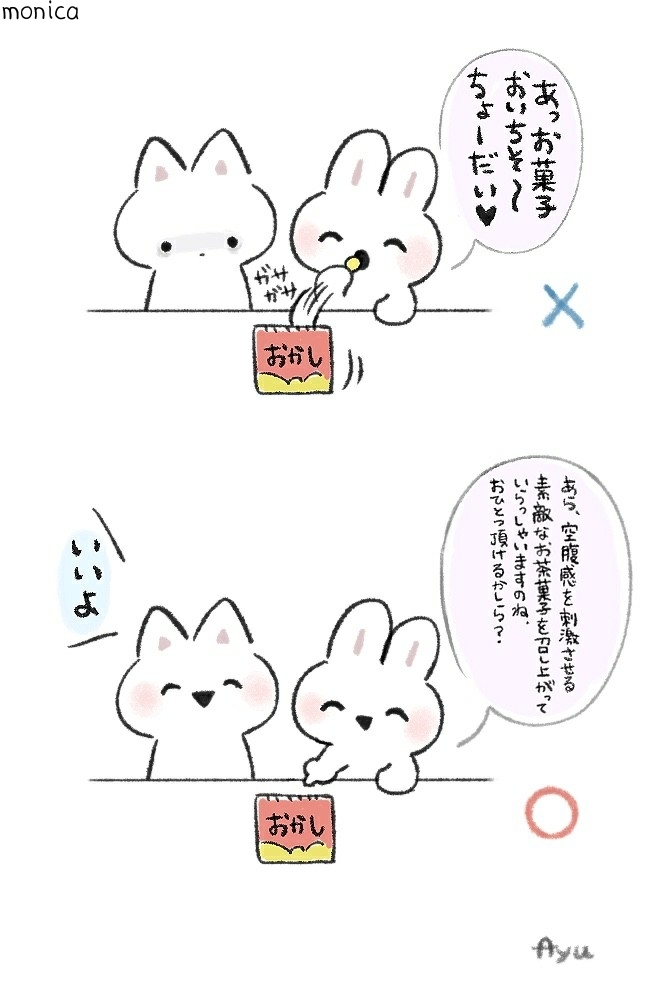 monica
あっお菓子
おいちそ～
ちょーだい♥
ガサ
ガサ
おかし
あら、空腹感を刺激させる
素敵なお茶菓子を召し上がって
いらっしゃいますのね、
おひとつ頂けるかしら？
いいよ
おかし
Ayu